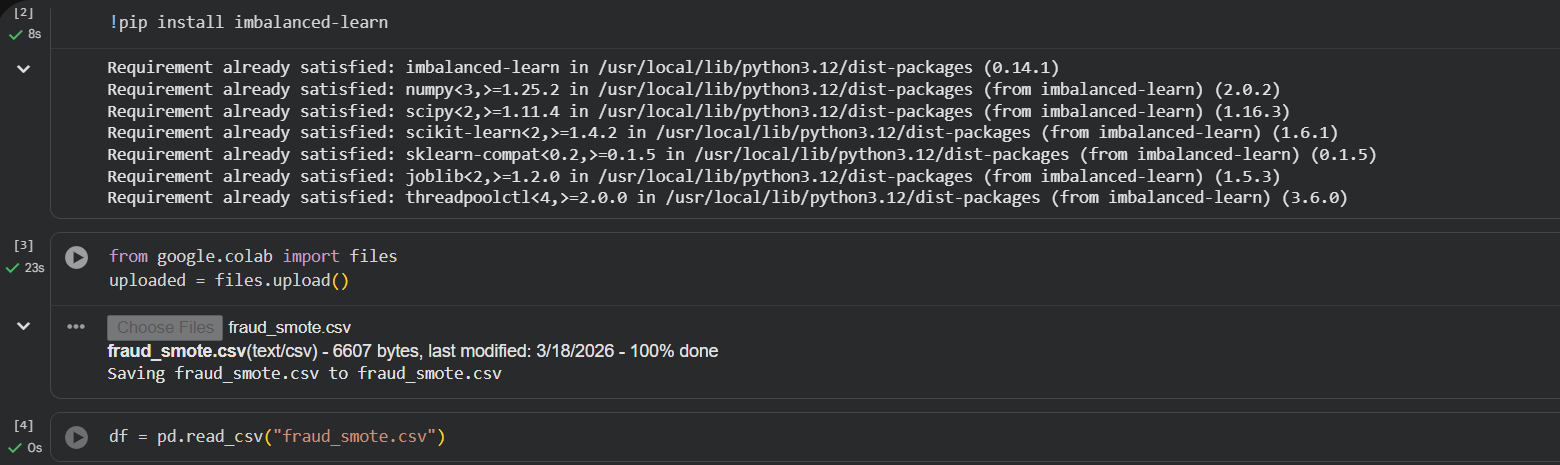 [2]
8s
!pip install imbalanced-learn
Requirement already satisfied: imbalanced-learn in /usr/local/lib/python3.12/dist-packages (0.14.1)
Requirement already satisfied: numpy<3,>=1.25.2 in /usr/local/lib/python3.12/dist-packages (from imbalanced-learn) (2.0.2)
Requirement already satisfied: scipy<2,>=1.11.4 in /usr/local/lib/python3.12/dist-packages (from imbalanced-learn) (1.16.3)
Requirement already satisfied: scikit-learn<2,>=1.4.2 in /usr/local/lib/python3.12/dist-packages (from imbalanced-learn) (1.6.1)
Requirement already satisfied: sklearn-compat<0.2,>=0.1.5 in /usr/local/lib/python3.12/dist-packages (from imbalanced-learn) (0.1.5)
Requirement already satisfied: joblib<2,>=1.2.0 in /usr/local/lib/python3.12/dist-packages (from imbalanced-learn) (1.5.3)
Requirement already satisfied: threadpoolctl<4,>=2.0.0 in /usr/local/lib/python3.12/dist-packages (from imbalanced-learn) (3.6.0)
[3]
23s
from google.colab import files
uploaded = files.upload()
Choose Files fraud_smote.csv
fraud_smote.csv(text/csv) - 6607 bytes, last modified: 3/18/2026 - 100% done
Saving fraud_smote.csv to fraud_smote.csv
[4]
0s
df = pd.read_csv("fraud_smote.csv")